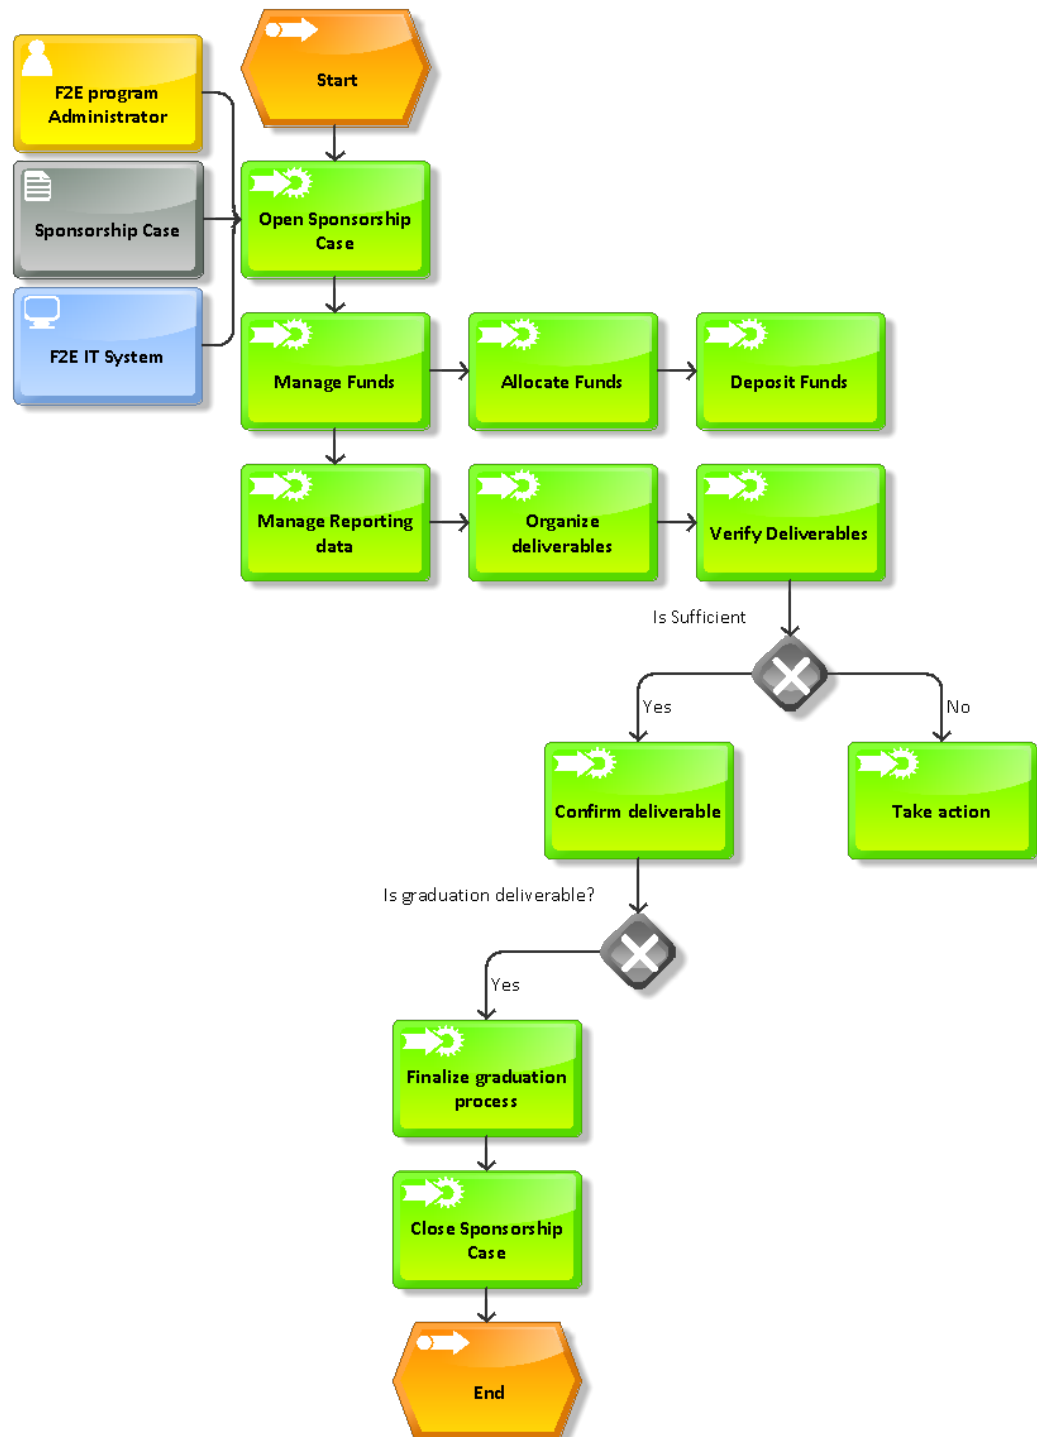 Start
F2E program
Administrator
Sponsorship Case
F2E IT System
Open Sponsorship
Case
Manage Funds
Allocate Funds
Deposit Funds
Manage Reporting
data
Organize
deliverables
Verify Deliverables
Is Sufficient
Yes
No
Confirm deliverable
Take action
Is graduation deliverable?
Yes
Finalize graduation
process
Close Sponsorship
Case
End